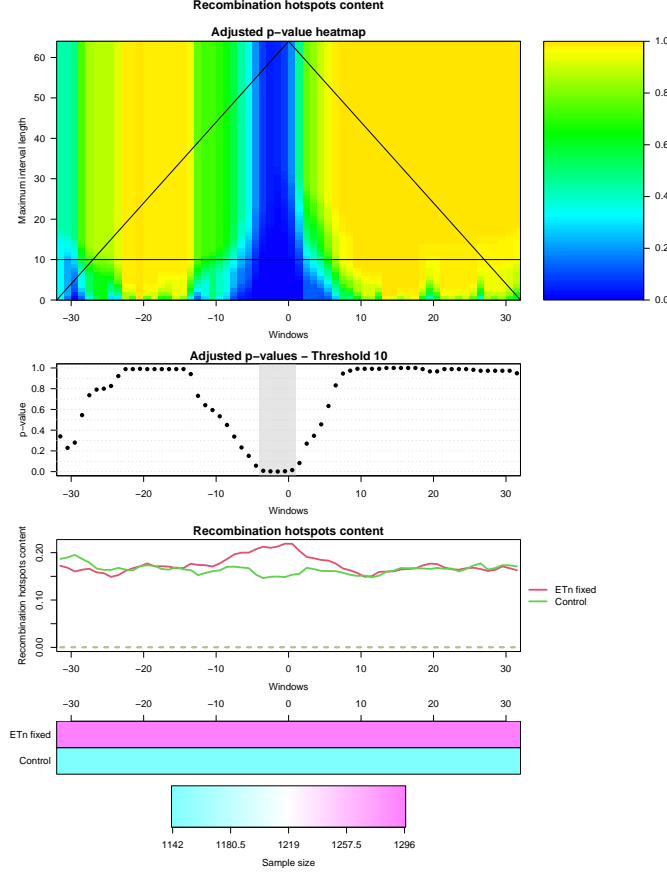 Recombination hotspots content
Adjusted p−value heatmap
Maximum interval length
60
50
40
30
20
10
0
−30 −20 −10 0 10 20 30
Windows
1.0
0.8
0.6
0.4
0.2
0.0
Adjusted p−values − Threshold 10
p−value
1.0
0.8
0.6
0.4
0.2
0.0
−30 −20 −10 0 10 20 30
Windows
Recombination hotspots content
Recombination hotspots content
0.20
0.10
0.00
−30 −20 −10 0 10 20 30
Windows
ETn fixed
Control
−30 −20 −10 0 10 20 30
ETn fixed
Control
1142 1180.5 1219 1257.5 1296
Sample size